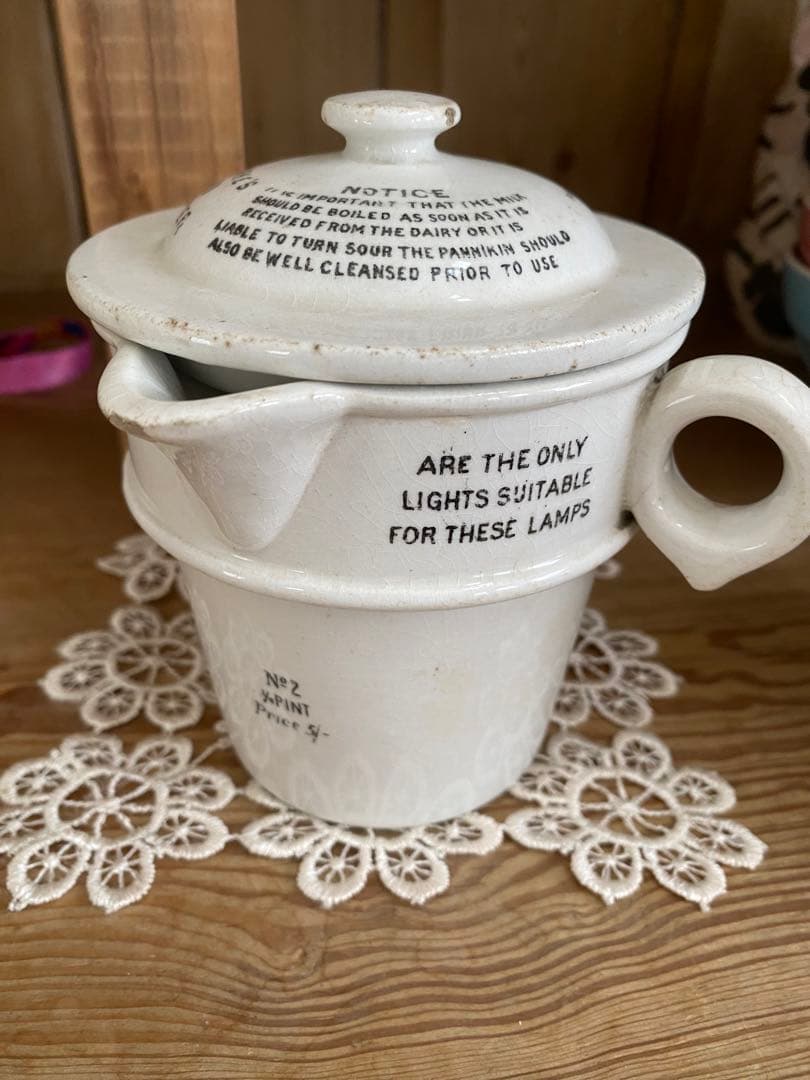 NOTICE
IT IS IMPORTANT THAT THE MILK
SHOULD BE BOILED AS SOON AS IT IS
RECEIVED FROM THE DAIRY OR IT IS
LIABLE TO TURN SOUR THE PANNIKIN SHOULD
ALSO BE WELL CLEANSED PRIOR TO USE
ARE THE ONLY
LIGHTS SUITABLE
FOR THESE LAMPS
No 2
PINT
Price 5/-